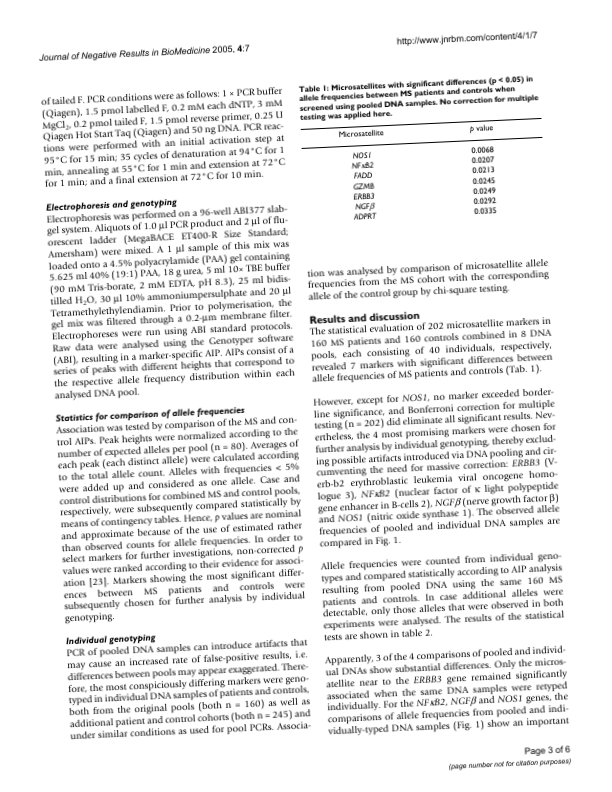 Journal of Negative Results in BioMedicine 2005, 4:7
http://www.jnrbm.com/content/4/1/7
of tailed F. PCR conditions were as follows: 1 × PCR buffer
(Qiagen), 1.5 pmol labelled F, 0.2 mM each dNTP, 3 mM
MgCl2, 0.2 pmol tailed F, 1.5 pmol reverse primer, 0.25 U
Qiagen Hot Start Taq (Qiagen) and 50 ng DNA. PCR reac-
tions were performed with an initial activation step at
95°C for 15 min; 35 cycles of denaturation at 94°C for 1
min, annealing at 55°C for 1 min and extension at 72°C
for 1 min; and a final extension at 72°C for 10 min.
Electrophoresis and genotyping
Electrophoresis was performed on a 96-well ABI377 slab-
gel system. Aliquots of 1.0 µl PCR product and 2 µl of flu-
orescent ladder (MegaBACE ET400-R Size Standard;
Amersham) were mixed. A 1 µl sample of this mix was
loaded onto a 4.5% polyacrylamide (PAA) gel containing
5.625 ml 40% (19:1) PAA, 18 g urea, 5 ml 10× TBE buffer
(90 mM Tris-borate, 2 mM EDTA, pH 8.3), 25 ml bidis-
tilled H2O, 30 µl 10% ammoniumpersulphate and 20 µl
Tetramethylethylendiamin. Prior to polymerisation, the
gel mix was filtered through a 0.2-µm membrane filter.
Electrophoreses were run using ABI standard protocols.
Raw data were analysed using the Genotyper software
(ABI), resulting in a marker-specific AIP. AIPs consist of a
series of peaks with different heights that correspond to
the respective allele frequency distribution within each
analysed DNA pool.
Statistics for comparison of allele frequencies
Association was tested by comparison of the MS and con-
trol AIPs. Peak heights were normalized according to the
number of expected alleles per pool (n = 80). Averages of
each peak (each distinct allele) were calculated according
to the total allele count. Alleles with frequencies < 5%
were added up and considered as one allele. Case and
control distributions for combined MS and control pools,
respectively, were subsequently compared statistically by
means of contingency tables. Hence, p values are nominal
and approximate because of the use of estimated rather
than observed counts for allele frequencies. In order to
select markers for further investigations, non-corrected p
values were ranked according to their evidence for associ-
ation [23]. Markers showing the most significant differ-
ences between MS patients and controls were
subsequently chosen for further analysis by individual
genotyping.
Individual genotyping
PCR of pooled DNA samples can introduce artifacts that
may cause an increased rate of false-positive results, i.e.
differences between pools may appear exaggerated. There-
fore, the most conspiciously differing markers were geno-
typed in individual DNA samples of patients and controls,
both from the original pools (both n = 160) as well as
additional patient and control cohorts (both n = 245) and
under similar conditions as used for pool PCRs. Associa-
Table 1: Microsatellites with significant differences (p < 0.05) in
allele frequencies between MS patients and controls when
screened using pooled DNA samples. No correction for multiple
testing was applied here.
Microsatellite p value
NOS1 0.0068
NFκB2 0.0207
FADD 0.0213
GZMB 0.0245
ERBB3 0.0249
NGFβ 0.0292
ADPRT 0.0335
tion was analysed by comparison of microsatellite allele
frequencies from the MS cohort with the corresponding
allele of the control group by chi-square testing.
Results and discussion
The statistical evaluation of 202 microsatellite markers in
160 MS patients and 160 controls combined in 8 DNA
pools, each consisting of 40 individuals, respectively,
revealed 7 markers with significant differences between
allele frequencies of MS patients and controls (Tab. 1).
However, except for NOS1, no marker exceeded border-
line significance, and Bonferroni correction for multiple
testing (n = 202) did eliminate all significant results. Nev-
ertheless, the 4 most promising markers were chosen for
further analysis by individual genotyping, thereby exclud-
ing possible artifacts introduced via DNA pooling and cir-
cumventing the need for massive correction: ERBB3 (V-
erb-b2 erythroblastic leukemia viral oncogene homo-
logue 3), NFκB2 (nuclear factor of κ light polypeptide
gene enhancer in B-cells 2), NGFβ (nerve growth factor β)
and NOS1 (nitric oxide synthase 1). The observed allele
frequencies of pooled and individual DNA samples are
compared in Fig. 1.
Allele frequencies were counted from individual geno-
types and compared statistically according to AIP analysis
resulting from pooled DNA using the same 160 MS
patients and controls. In case additional alleles were
detectable, only those alleles that were observed in both
experiments were analysed. The results of the statistical
tests are shown in table 2.
Apparently, 3 of the 4 comparisons of pooled and individ-
ual DNAs show substantial differences. Only the micros-
atellite near to the ERBB3 gene remained significantly
associated when the same DNA samples were retyped
individually. For the NFκB2, NGFβ and NOS1 genes, the
comparisons of allele frequencies from pooled and indi-
vidually-typed DNA samples (Fig. 1) show an important
Page 3 of 6
(page number not for citation purposes)